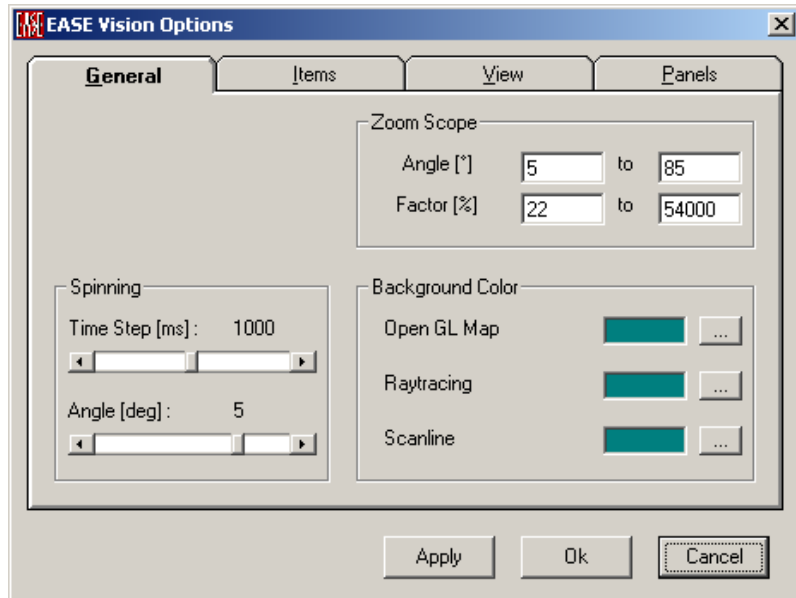 EASE EASE Vision Options
General Items View Panels
Zoom Scope
Angle [°] 5 to 85
Factor [%] 22 to 54000
Spinning
Time Step [ms] : 1000
Angle [deg] : 5
Background Color
Open GL Map ...
Raytracing ...
Scanline ...
Apply Ok Cancel